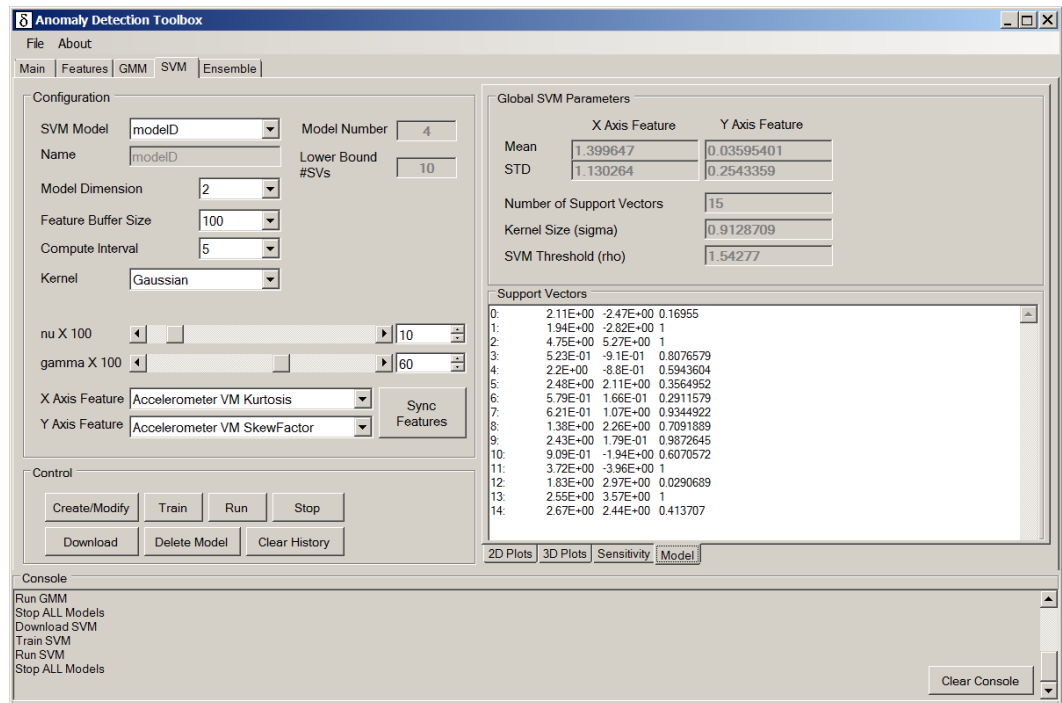 δ Anomaly Detection Toolbox
File About
Main Features GMM SVM Ensemble
Configuration
SVM Model modelD Model Number 4
Name modelD Lower Bound #SVs 10
Model Dimension 2
Feature Buffer Size 100
Compute Interval 5
Kernel Gaussian
nu X 100 10
gamma X 100 60
X Axis Feature Accelerometer VM Kurtosis
Y Axis Feature Accelerometer VM SkewFactor
Sync
Features
Control
Create/Modify Train Run Stop
Download Delete Model Clear History
Global SVM Parameters
X Axis Feature Y Axis Feature
Mean 1.399647 0.03595401
STD 1.130264 0.2543359
Number of Support Vectors 15
Kernel Size (sigma) 0.9128709
SVM Threshold (rho) 1.54277
Support Vectors
0: 2.11E+00 -2.47E+00 0.16955
1: 1.94E+00 -2.82E+00 1
2: 4.75E+00 5.27E+00 1
3: 5.23E-01 -9.1E-01 0.8076579
4: 2.2E+00 -8.8E-01 0.5943604
5: 2.48E+00 2.11E+00 0.3564952
6: 5.79E-01 1.66E-01 0.2911579
7: 6.21E-01 1.07E+00 0.9344922
8: 1.38E+00 2.26E+00 0.7091889
9: 2.43E+00 1.79E-01 0.9872645
10: 9.09E-01 -1.94E+00 0.6070572
11: 3.72E+00 -3.96E+00 1
12: 1.83E+00 2.97E+00 0.0290689
13: 2.55E+00 3.57E+00 1
14: 2.67E+00 2.44E+00 0.413707
2D Plots 3D Plots Sensitivity Model
Console
Run GMM
Stop ALL Models
Download SVM
Train SVM
Run SVM
Stop ALL Models
Clear Console